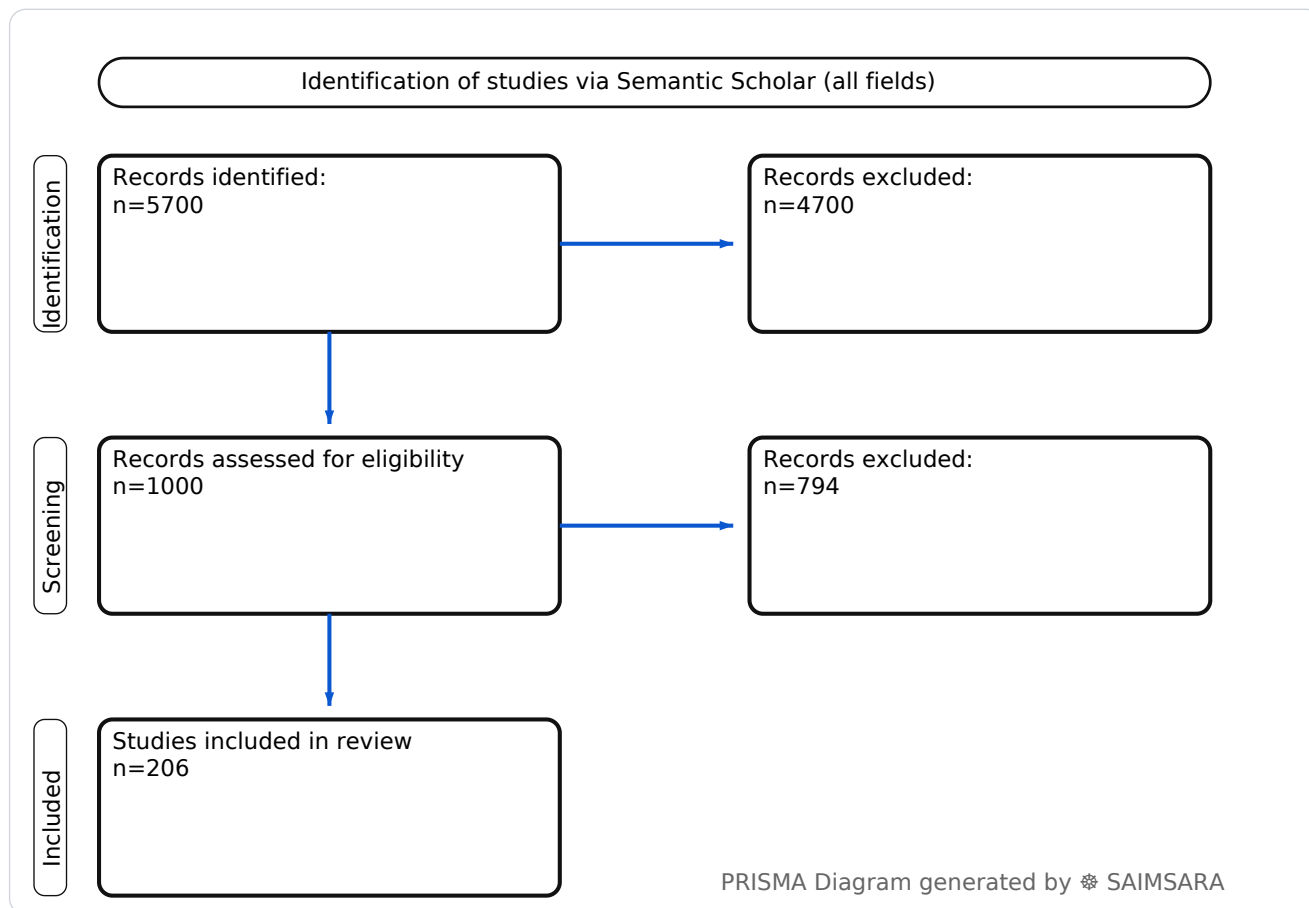 Identification of studies via Semantic Scholar (all fields)
Identification
Records identified:
n=5700
Records excluded:
n=4700
Screening
Records assessed for eligibility
n=1000
Records excluded:
n=794
Included
Studies included in review
n=206
PRISMA Diagram generated by ☸ SAIMSARA